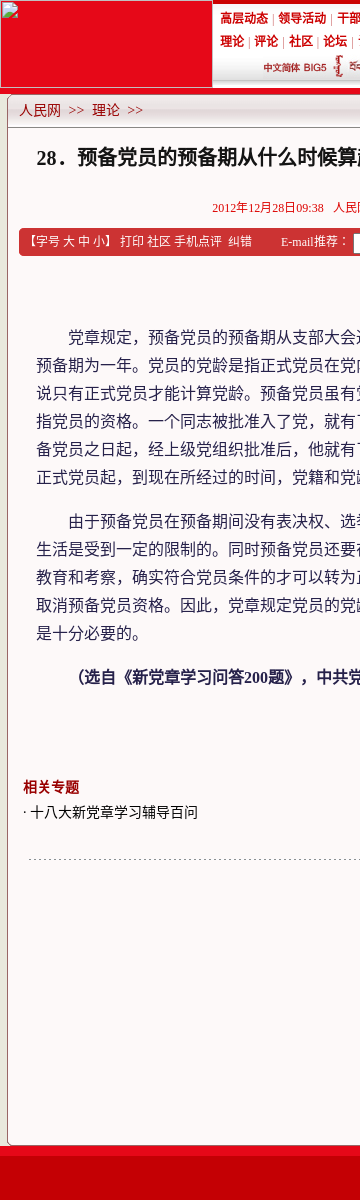 高层动态 | 领导活动 | 干部
理论 | 评论 | 社区 | 论坛 |
中文简体 BIG5
人民网 >> 理论 >>
28．预备党员的预备期从什么时候算
2012年12月28日09:38 人民
【字号 大 中 小】 打印 社区 手机点评 纠错 E-mail推荐：
党章规定，预备党员的预备期从支部大会
预备期为一年。党员的党龄是指正式党员在党
说只有正式党员才能计算党龄。预备党员虽有
指党员的资格。一个同志被批准入了党，就有
备党员之日起，经上级党组织批准后，他就有
正式党员起，到现在所经过的时间，党籍和党
由于预备党员在预备期间没有表决权、选
生活是受到一定的限制的。同时预备党员还要
教育和考察，确实符合党员条件的才可以转为
取消预备党员资格。因此，党章规定党员的党
是十分必要的。
（选自《新党章学习问答200题》，中共
相关专题
· 十八大新党章学习辅导百问